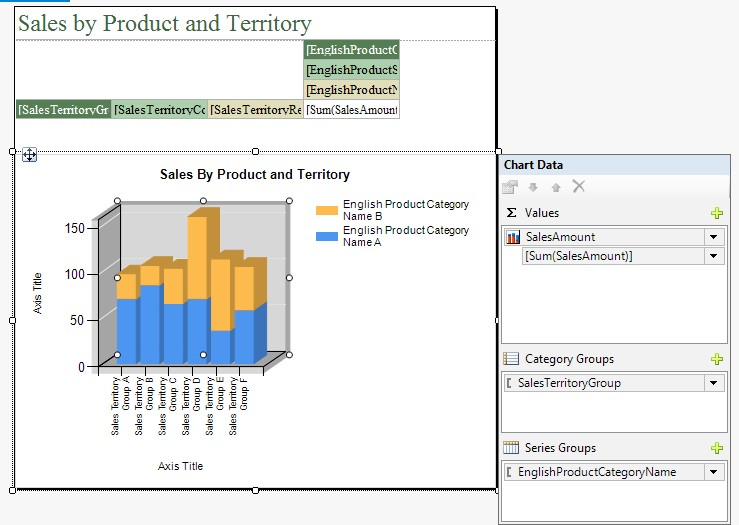 Sales by Product and Territory
[EnglishProductC
[EnglishProductS
[EnglishProductN
[SalesTerritoryGr [SalesTerritoryCo [SalesTerritoryRe [Sum(SalesAmount
Sales By Product and Territory
English Product Category
Name B
English Product Category
Name A
150
100
50
0
Axis Title
Sales Territory
Group A
Sales Territory
Group B
Sales Territory
Group C
Sales Territory
Group D
Sales Territory
Group E
Sales Territory
Group F
Axis Title
Chart Data
Σ Values
SalesAmount
[Sum(SalesAmount)]
Category Groups
SalesTerritoryGroup
Series Groups
EnglishProductCategoryName